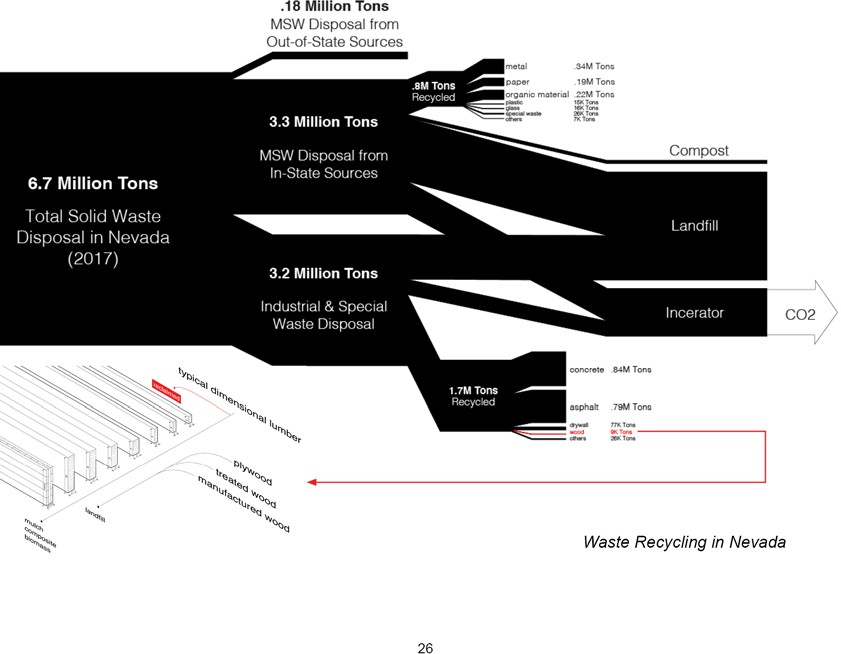 .18 Million Tons
MSW Disposal from
Out-of-State Sources
6.7 Million Tons
Total Solid Waste
Disposal in Nevada
(2017)
3.3 Million Tons
MSW Disposal from
In-State Sources
3.2 Million Tons
Industrial & Special
Waste Disposal
.8M Tons
Recycled
metal .34M Tons
paper .19M Tons
organic material .22M Tons
plastic 15K Tons
glass 16K Tons
special waste 26K Tons
others 7K Tons
Compost
Landfill
Incerator
CO2
1.7M Tons
Recycled
concrete .84M Tons
asphalt .79M Tons
drywall 77K Tons
wood 9K Tons
others 26K Tons
reclaimed
typical dimensional lumber
plywood
treated wood
manufactured wood
landfill
mulch
composite
biomass
Waste Recycling in Nevada
26